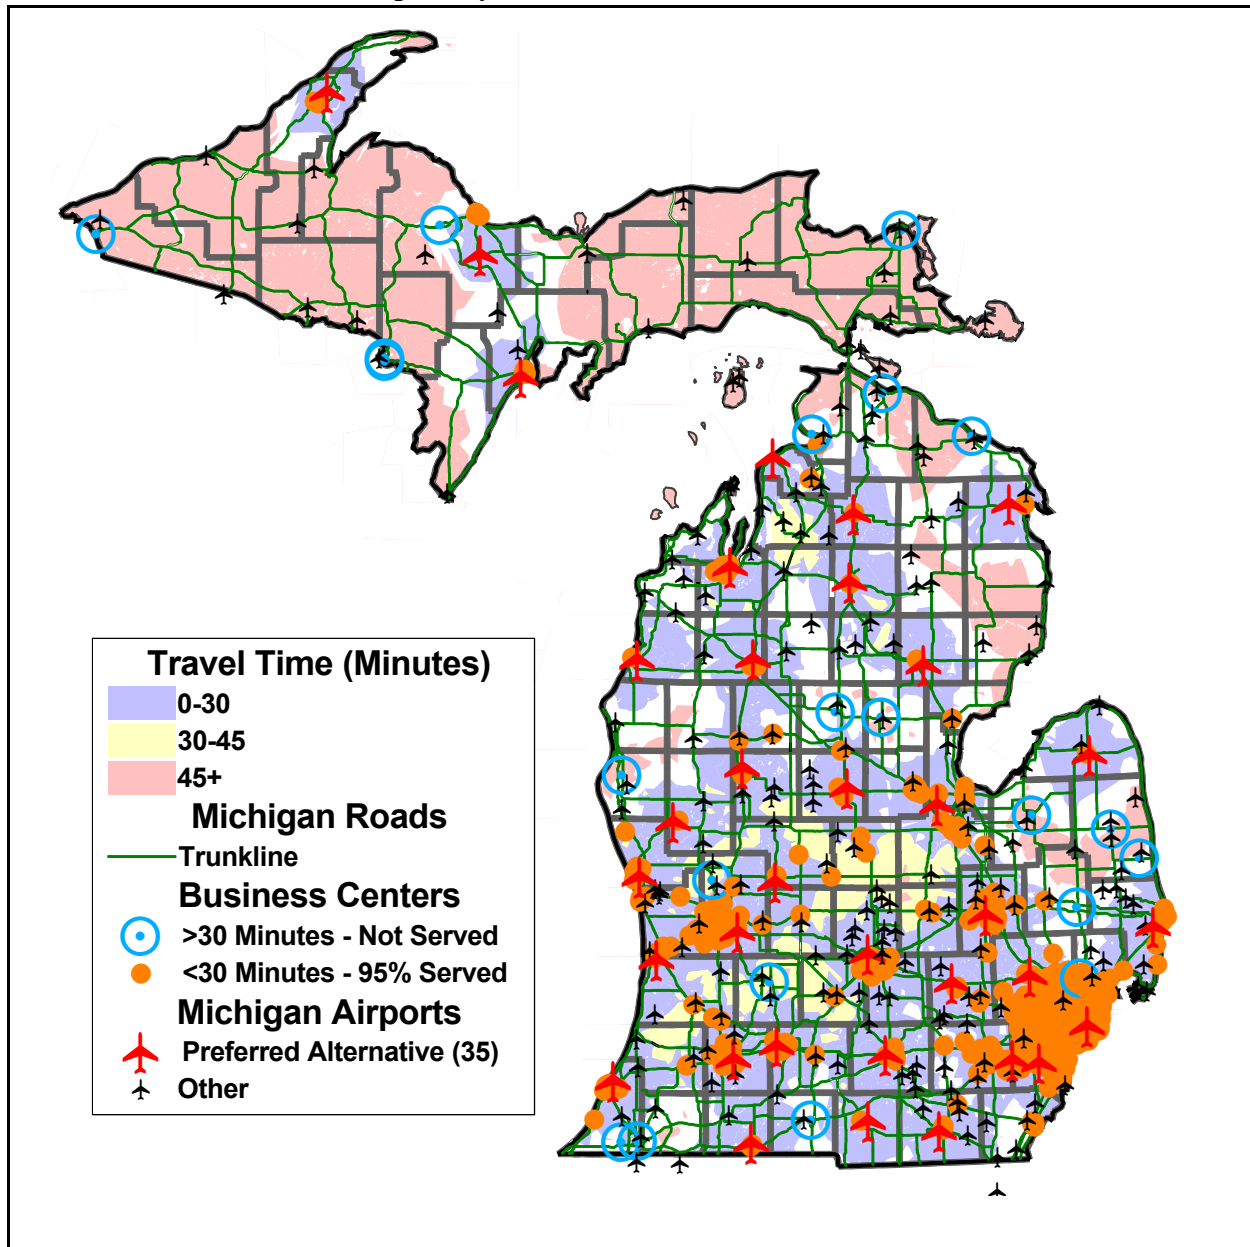 Travel Time (Minutes)
0-30
30-45
45+
Michigan Roads
Trunkline
Business Centers
>30 Minutes - Not Served
<30 Minutes - 95% Served
Michigan Airports
Preferred Alternative (35)
Other